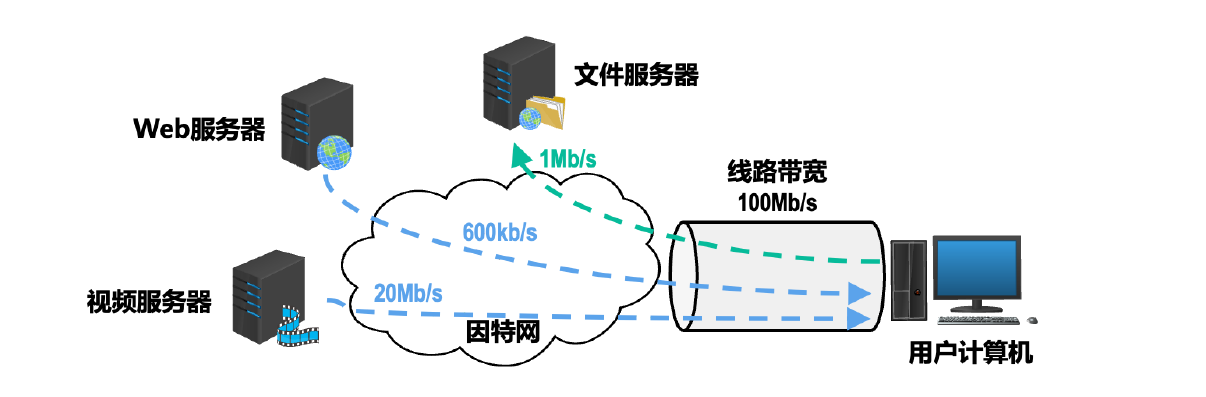 文件服务器
Web服务器
1Mb/s
线路带宽
100Mb/s
600kb/s
视频服务器
20Mb/s
因特网
用户计算机